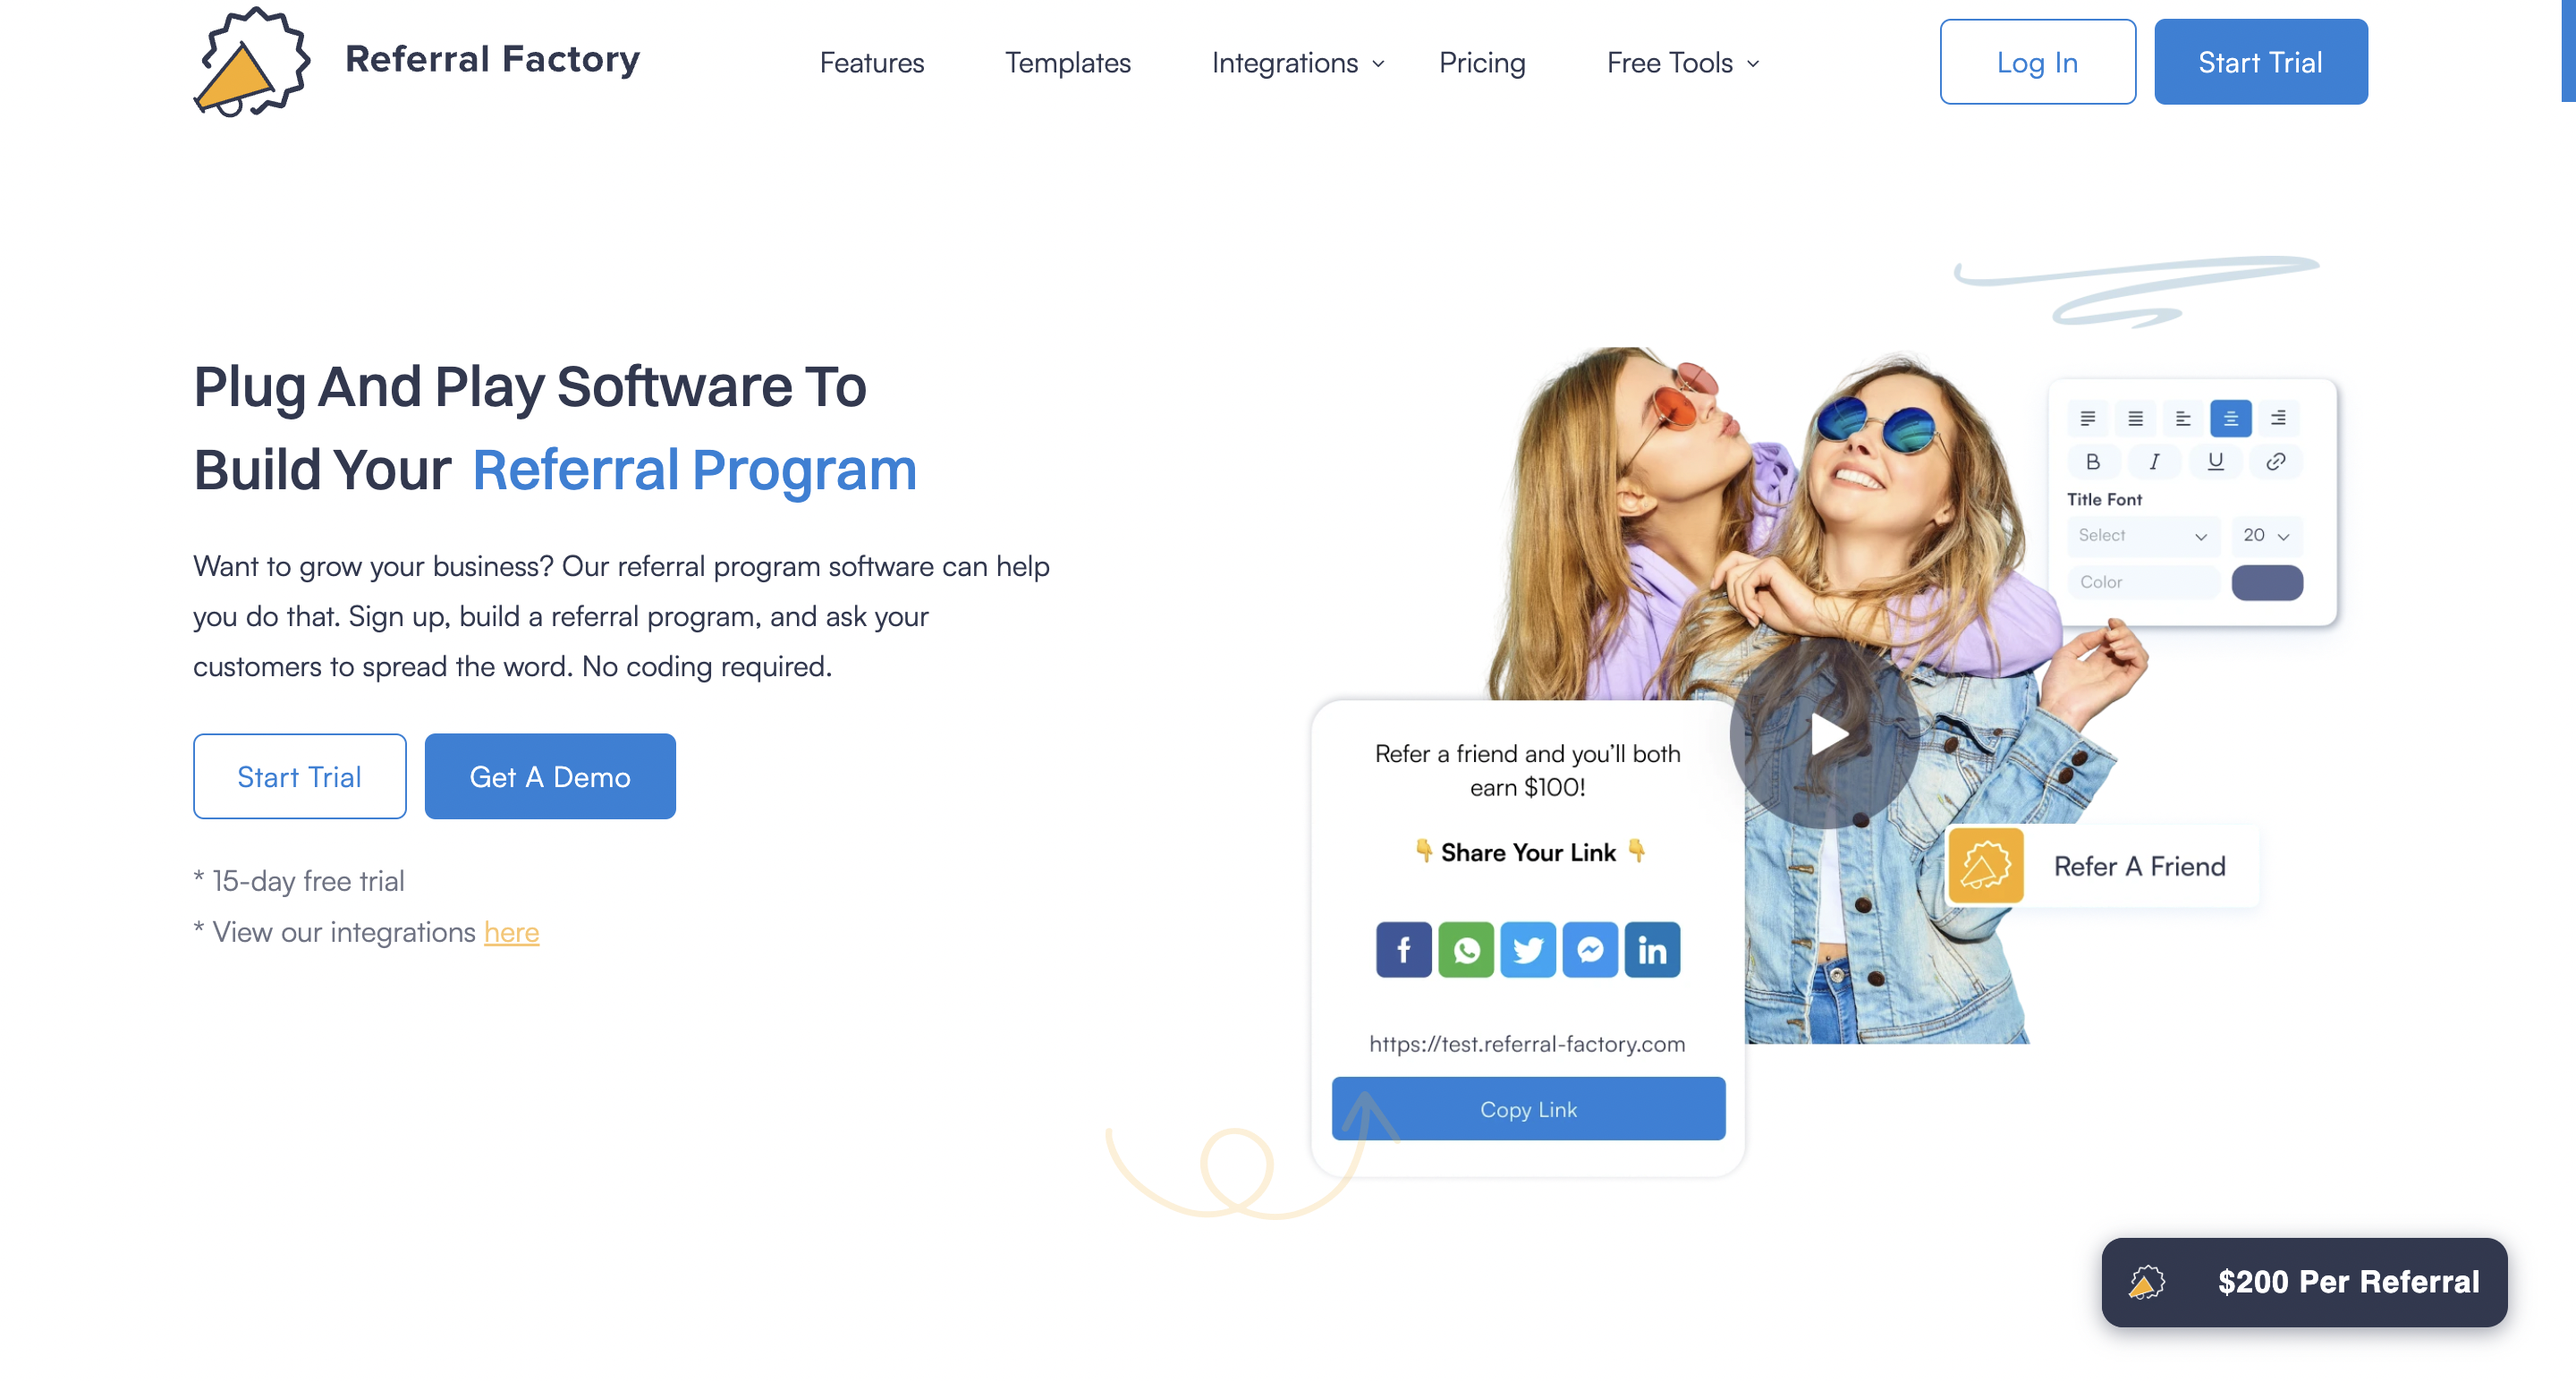 Referral Factory
Features
Templates
Integrations
Pricing
Free Tools
Log In
Start Trial
Plug And Play Software To
Build Your Referral Program
Want to grow your business? Our referral program software can help
you do that. Sign up, build a referral program, and ask your
customers to spread the word. No coding required.
Start Trial
Get A Demo
* 15-day free trial
* View our integrations here
B I U
Title Font
Select
20
Color
Refer a friend and you’ll both
earn $100!
👇 Share Your Link 👇
f
in
https://test.referral-factory.com
Copy Link
Refer A Friend
$200 Per Referral